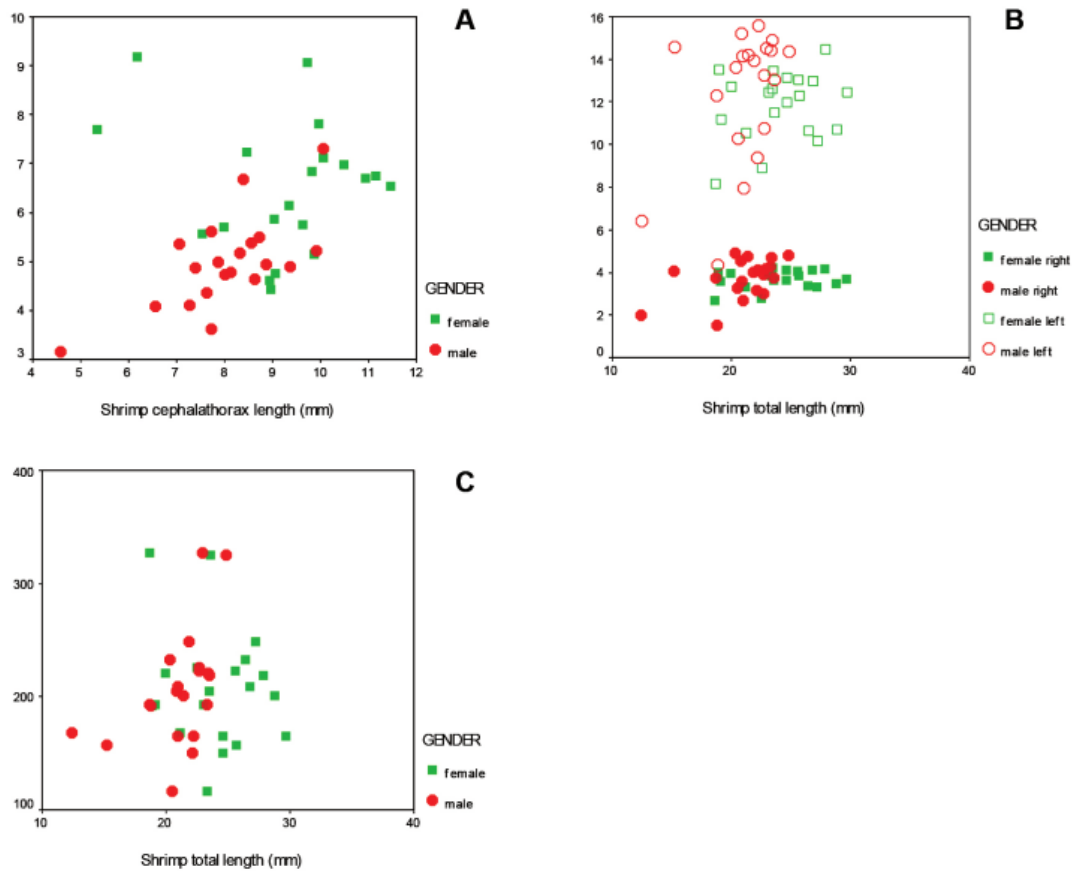 A
10
9
8
7
6
5
4
3
4 5 6 7 8 9 10 11 12
Shrimp cephalathorax length (mm)
GENDER
female
male
B
16
14
12
10
8
6
4
2
0
10 20 30 40
Shrimp total length (mm)
GENDER
female right
male right
female left
male left
C
400
300
200
100
10 20 30 40
Shrimp total length (mm)
GENDER
female
male